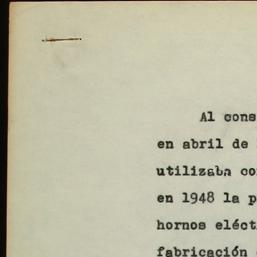 Al cons
en abril de
utilizaba co
en 1948 la p
hornos eléct
fabricación